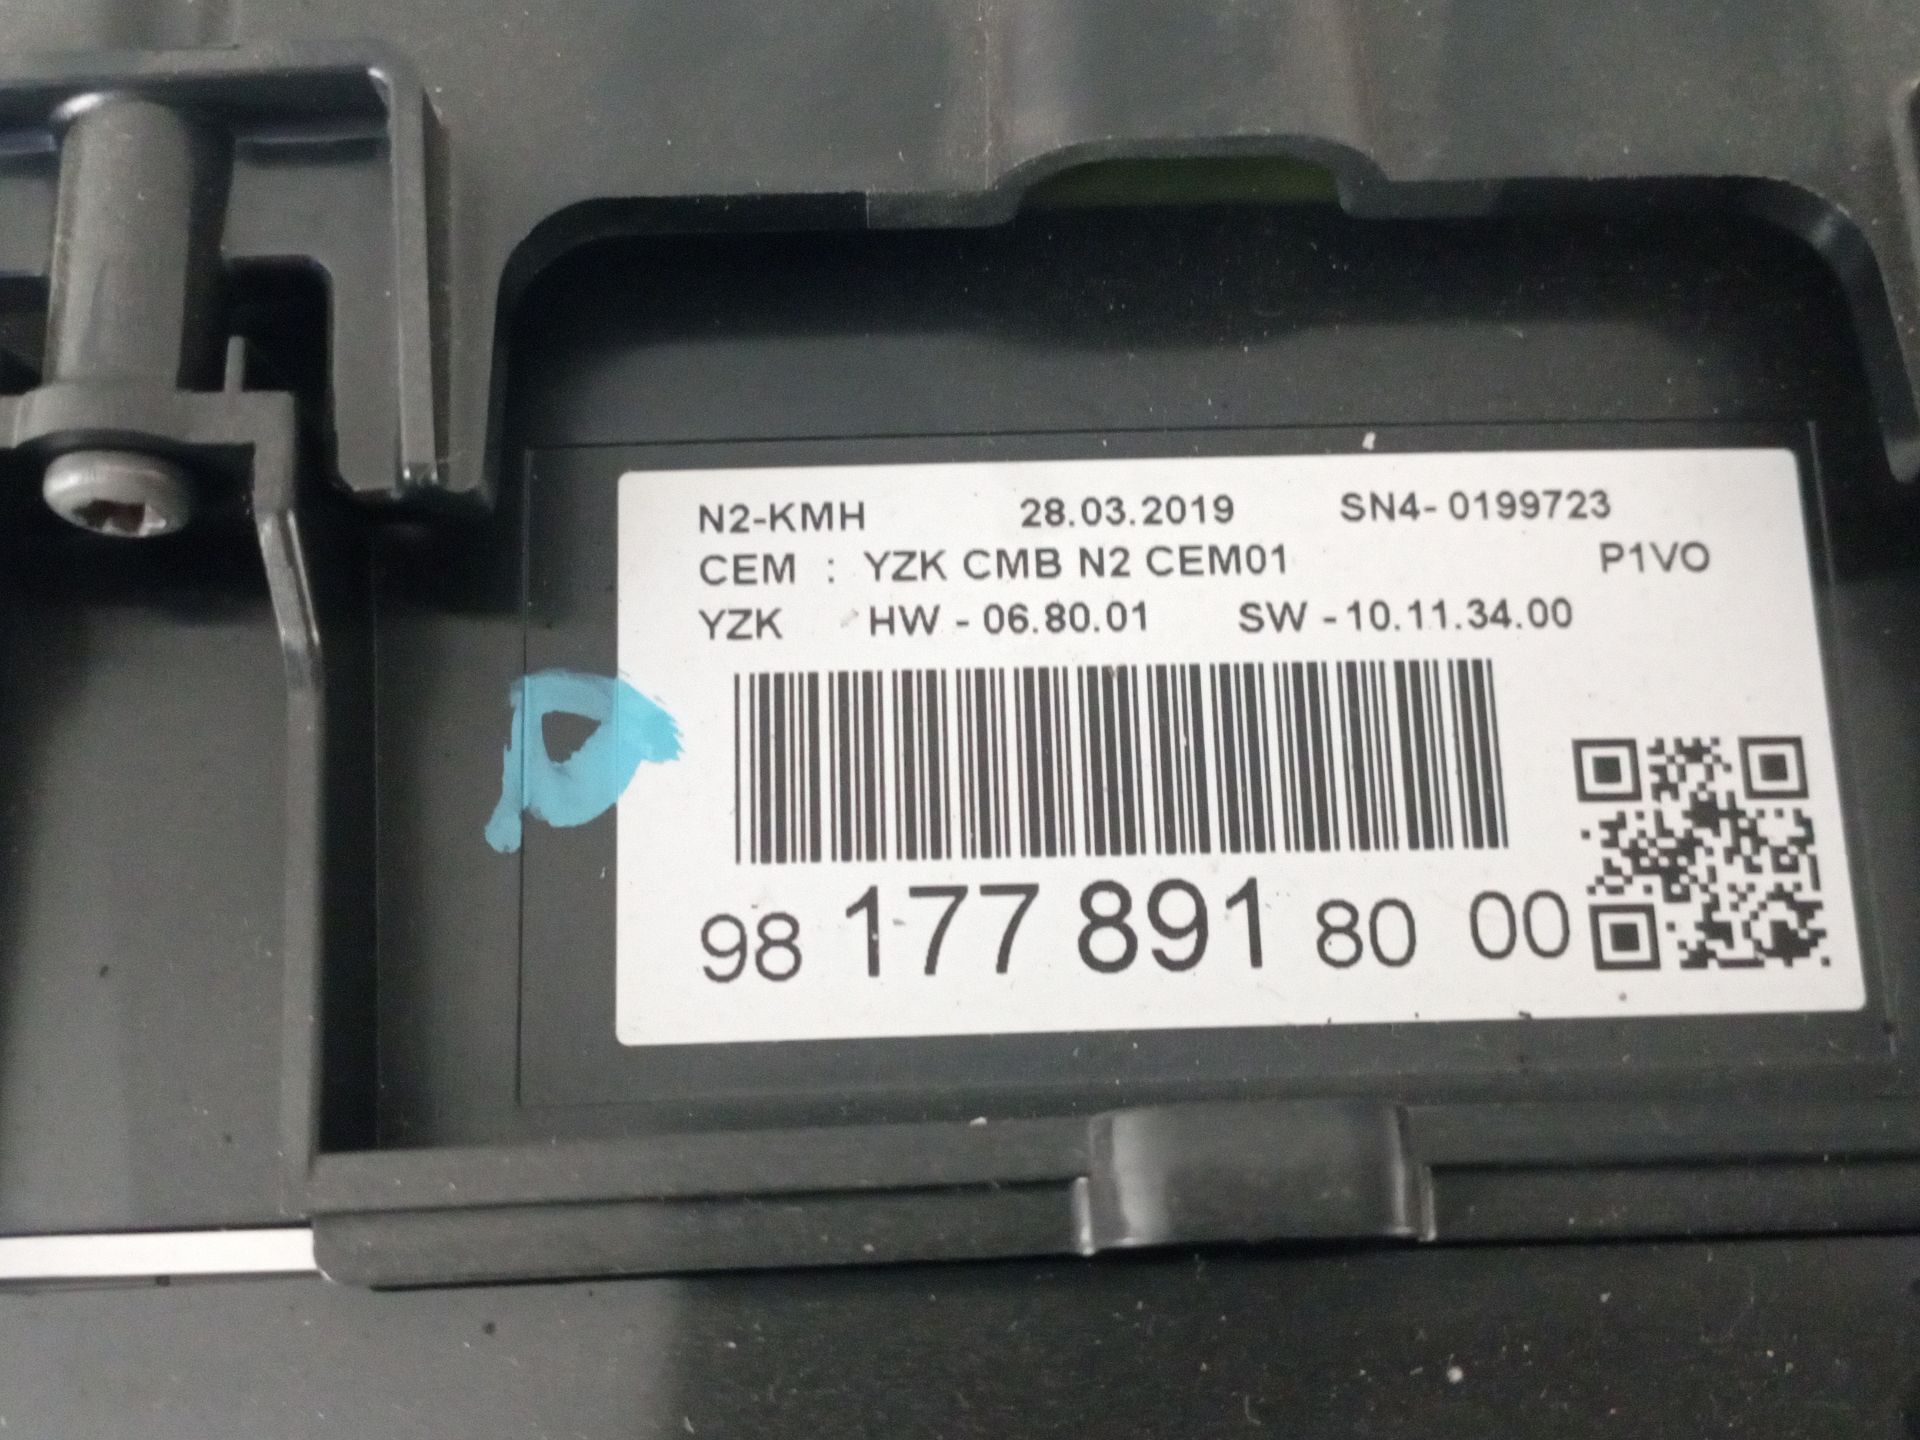 N2-KMH 28.03.2019 SN4-0199723
CEM : YZK CMB N2 CEM01 P1VO
YZK HW - 06.80.01 SW - 10.11.34.00
98 177 891 80 00